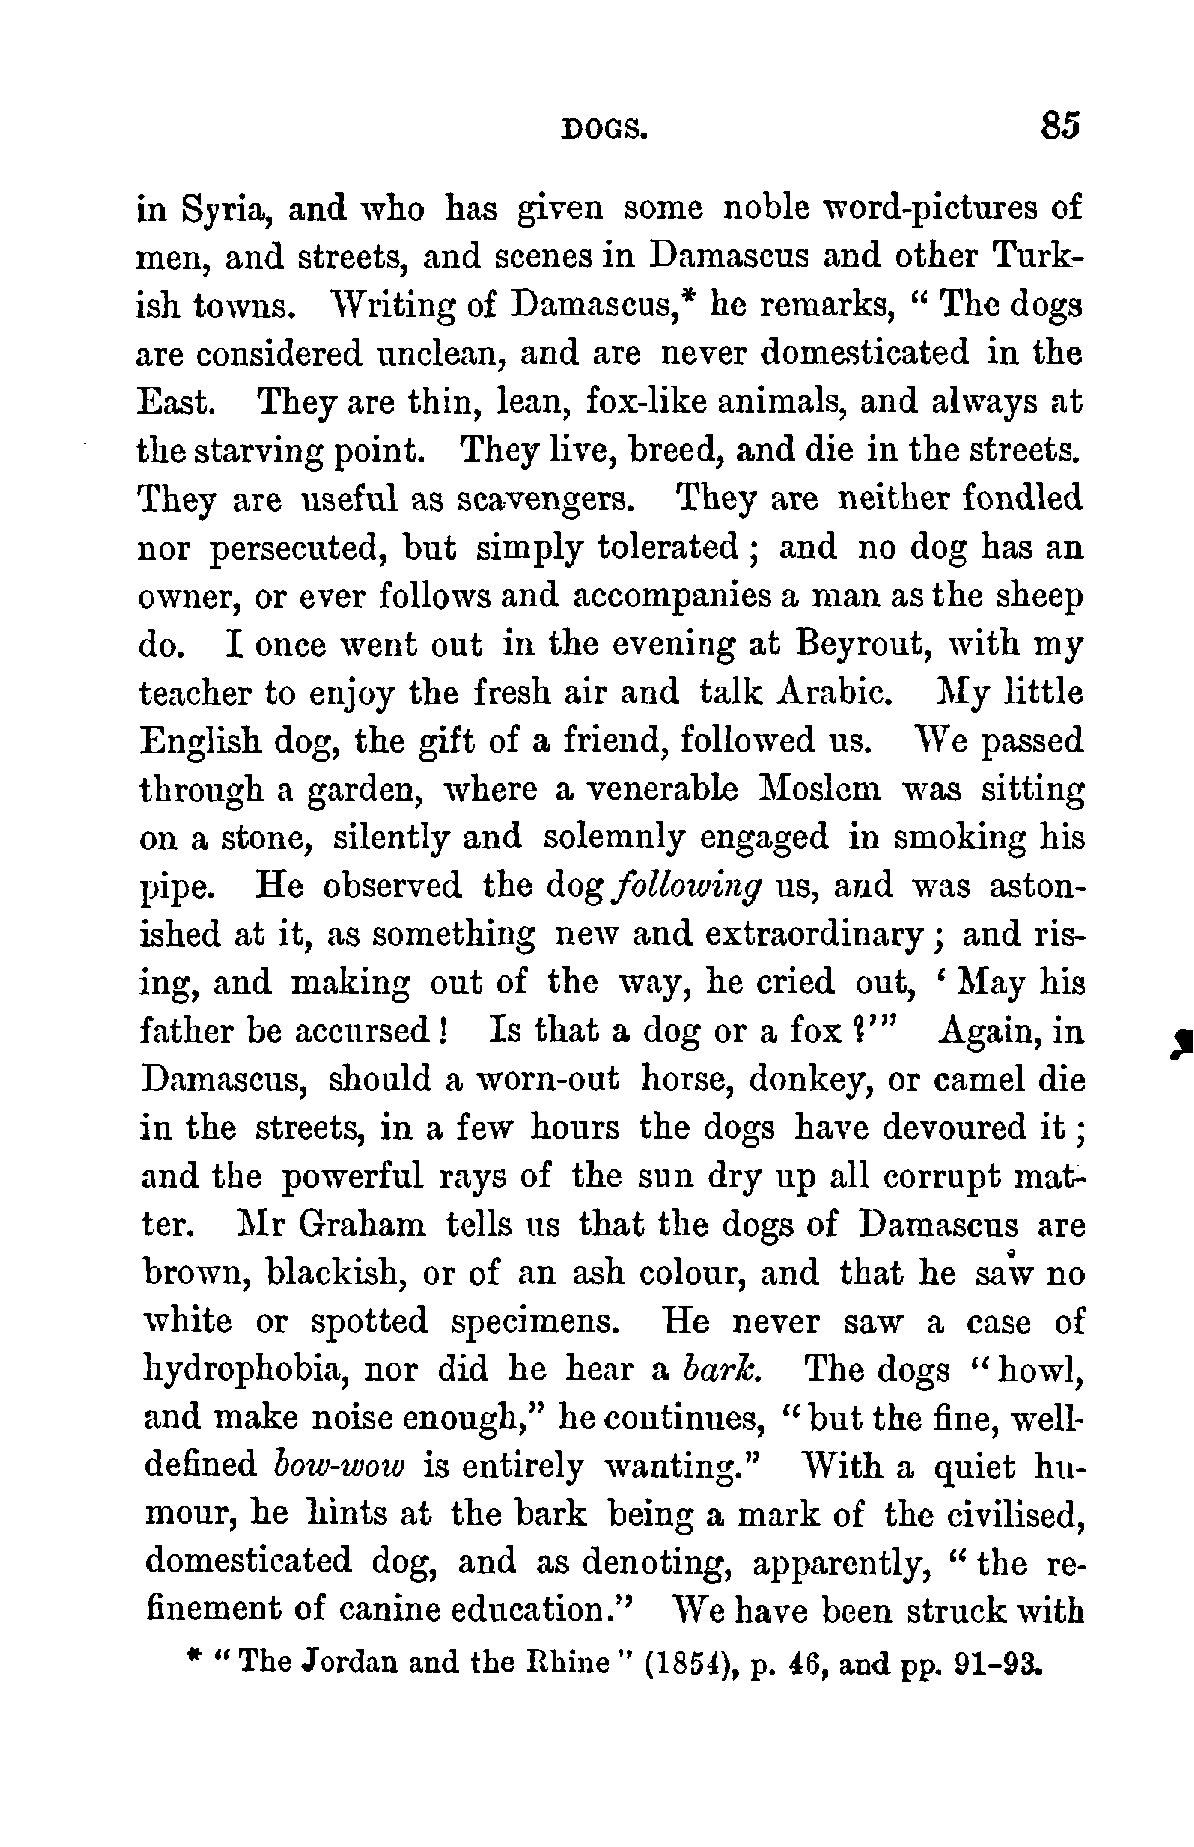 DOGS. 85
in Syria, and who has given some noble word-pictures of
men, and streets, and scenes in Damascus and other Turk-
ish towns. Writing of Damascus,* he remarks, “ The dogs
are considered unclean, and are never domesticated in the
East. They are thin, lean, fox-like animals, and always at
the starving point. They live, breed, and die in the streets.
They are useful as scavengers. They are neither fondled
nor persecuted, but simply tolerated ; and no dog has an
owner, or ever follows and accompanies a man as the sheep
do. I once went out in the evening at Beyrout, with my
teacher to enjoy the fresh air and talk Arabic. My little
English dog, the gift of a friend, followed us. We passed
through a garden, where a venerable Moslem was sitting
on a stone, silently and solemnly engaged in smoking his
pipe. He observed the dog following us, and was aston-
ished at it, as something new and extraordinary ; and ris-
ing, and making out of the way, he cried out, ‘ May his
father be accursed ! Is that a dog or a fox ?’” Again, in
Damascus, should a worn-out horse, donkey, or camel die
in the streets, in a few hours the dogs have devoured it ;
and the powerful rays of the sun dry up all corrupt mat-
ter. Mr Graham tells us that the dogs of Damascus are
brown, blackish, or of an ash colour, and that he saw no
white or spotted specimens. He never saw a case of
hydrophobia, nor did he hear a bark. The dogs “ howl,
and make noise enough,” he continues, “ but the fine, well-
defined bow-wow is entirely wanting.” With a quiet hu-
mour, he hints at the bark being a mark of the civilised,
domesticated dog, and as denoting, apparently, “ the re-
finement of canine education.” We have been struck with
* “ The Jordan and the Rhine ” (1854), p. 46, and pp. 91–93.